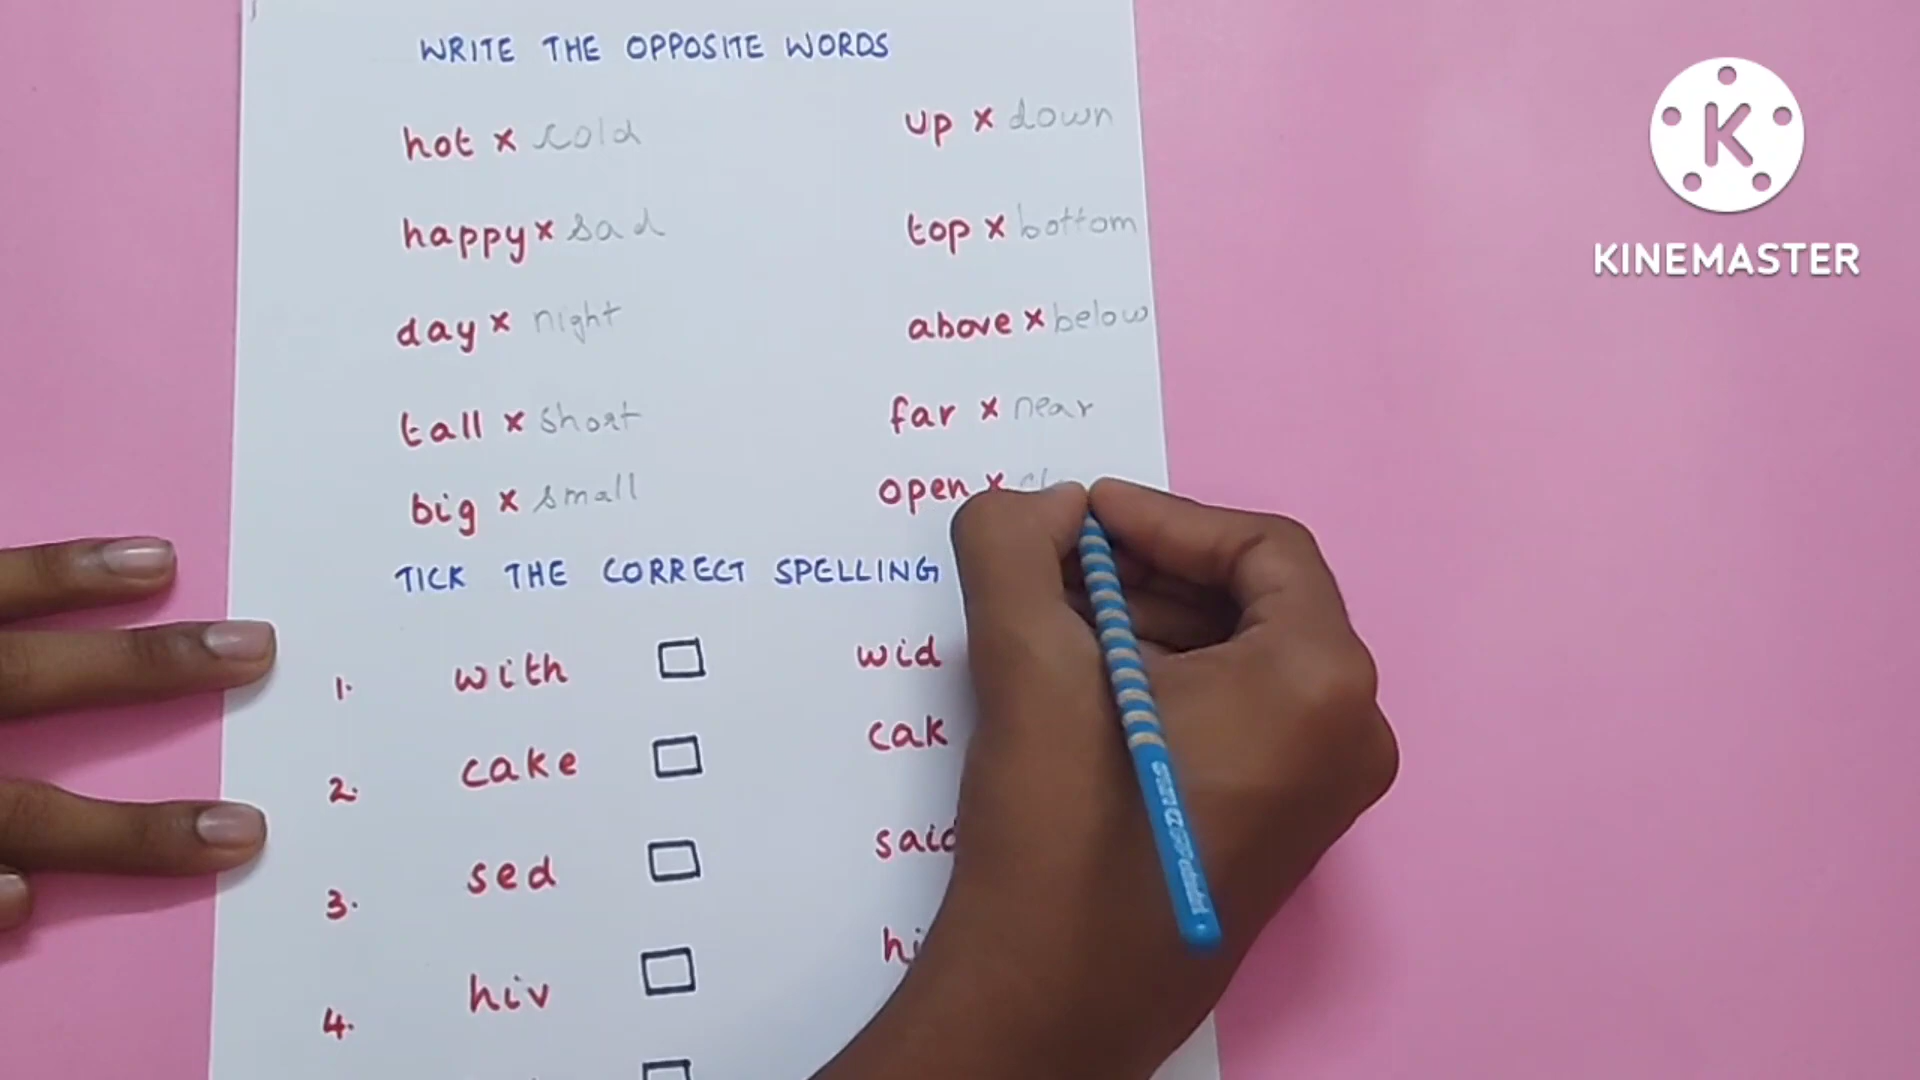 WRITE THE OPPOSITE WORDS
hot × cold
up × down
happy × sad
top × bottom
day × night
above × below
tall × short
far × near
big × small
open ×
TICK THE CORRECT SPELLING
1. with
wid
2. cake
cak
3. sed
said
4. hiv
K
KINEMASTER